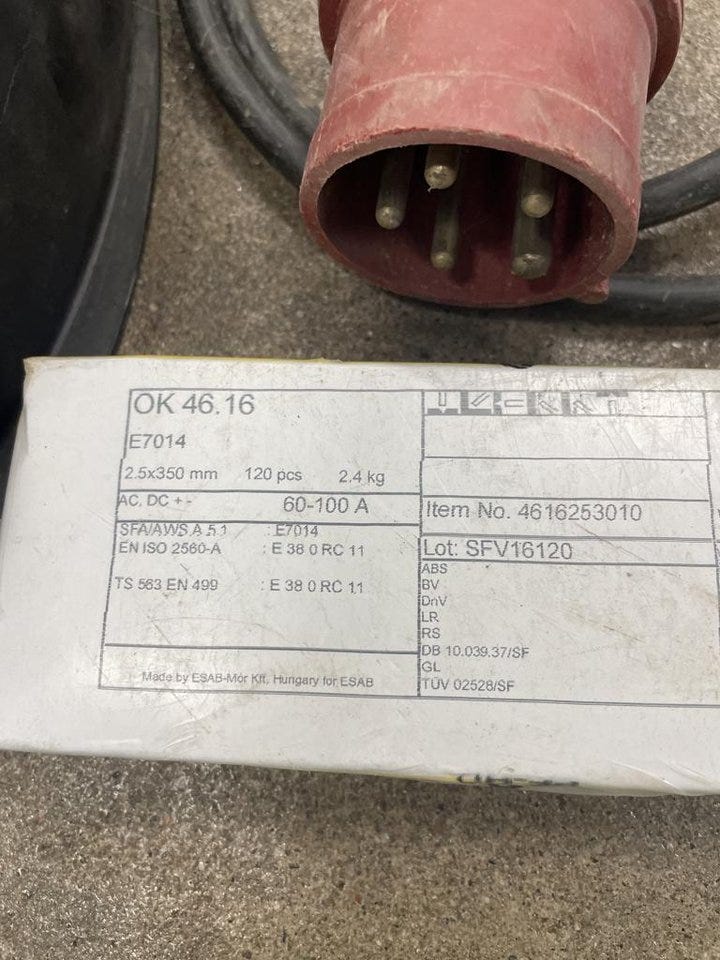 OK 46.16
E7014
2.5x350 mm 120 pcs 2.4 kg
AC, DC + - 60-100 A
SFA/AWS A 5.1 : E7014
EN ISO 2560-A : E 38 0 RC 11
TS 563 EN 499 : E 38 0 RC 11
Made by ESAB-Mór Kft. Hungary for ESAB
Item No. 4616253010
Lot: SFV16120
ABS
BV
DnV
LR
RS
DB 10.039.37/SF
GL
TÜV 02528/SF